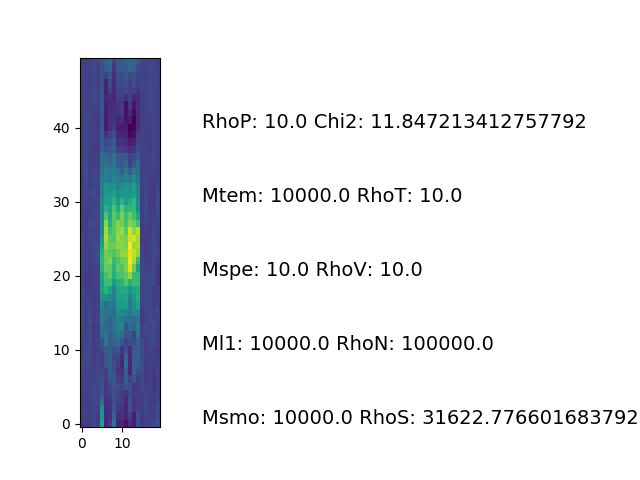 RhoP: 10.0 Chi2: 11.847213412757792
Mtem: 10000.0 RhoT: 10.0
Mspe: 10.0 RhoV: 10.0
Ml1: 10000.0 RhoN: 100000.0
Msmo: 10000.0 RhoS: 31622.776601683792
40
30
20
10
0
0 10